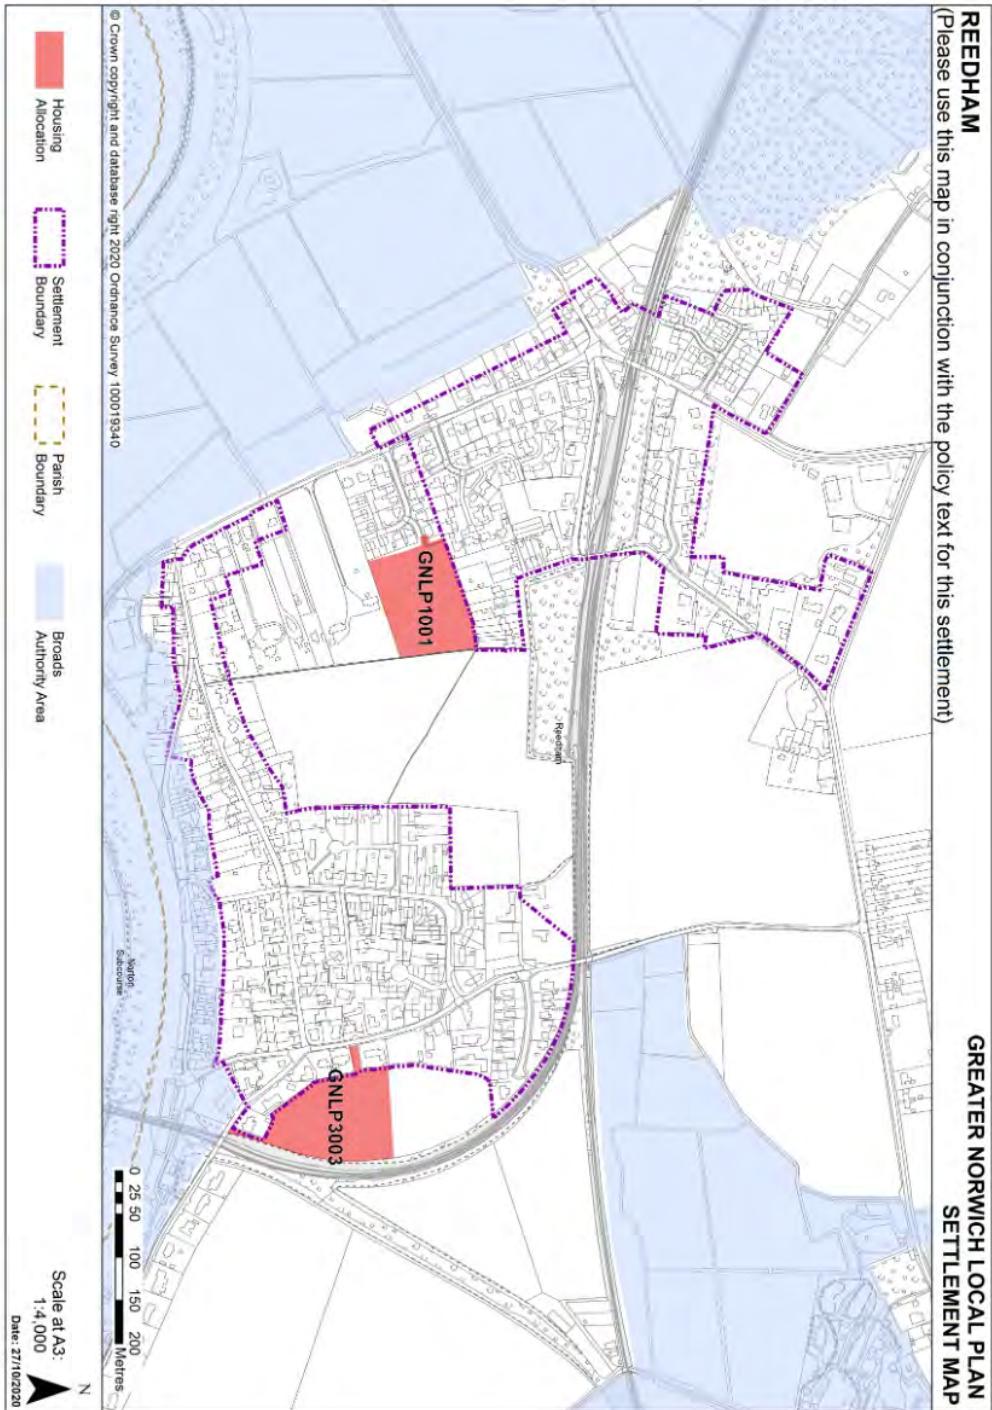 REEDHAM
(Please use this map in conjunction with the policy text for this settlement)
GREATER NORWICH LOCAL PLAN
SETTLEMENT MAP
GNLP1001
Reedham
GNLP3003
Norton
Subcourse
0 25 50 100 150 200
Metres
© Crown copyright and database right 2020 Ordnance Survey 100019340
Housing
Allocation
Settlement
Boundary
Parish
Boundary
Broads
Authority Area
Scale at A3:
1:4,000
N
Date: 27/10/2020